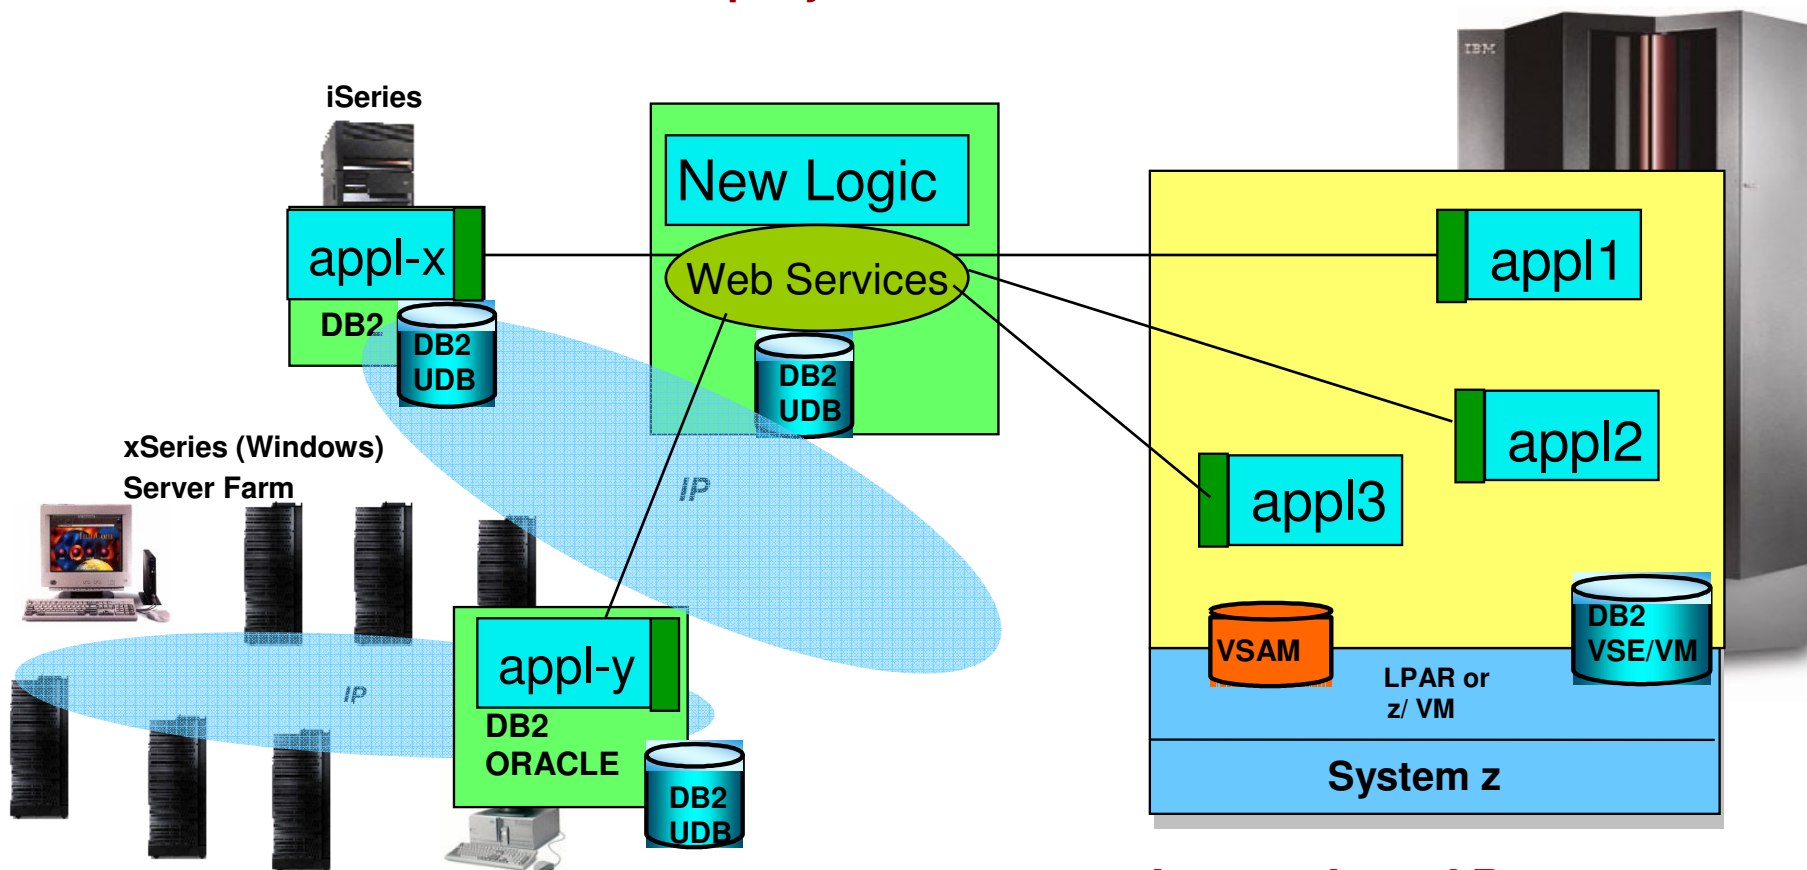 IBM
iSeries
New Logic
appl-x
Web Services
appl1
DB2
DB2
UDB
DB2
UDB
appl2
xSeries (Windows)
Server Farm
IP
appl3
DB2
VSE/VM
VSAM
appl-y
IP
LPAR or
z/ VM
DB2
ORACLE
System z
DB2
UDB